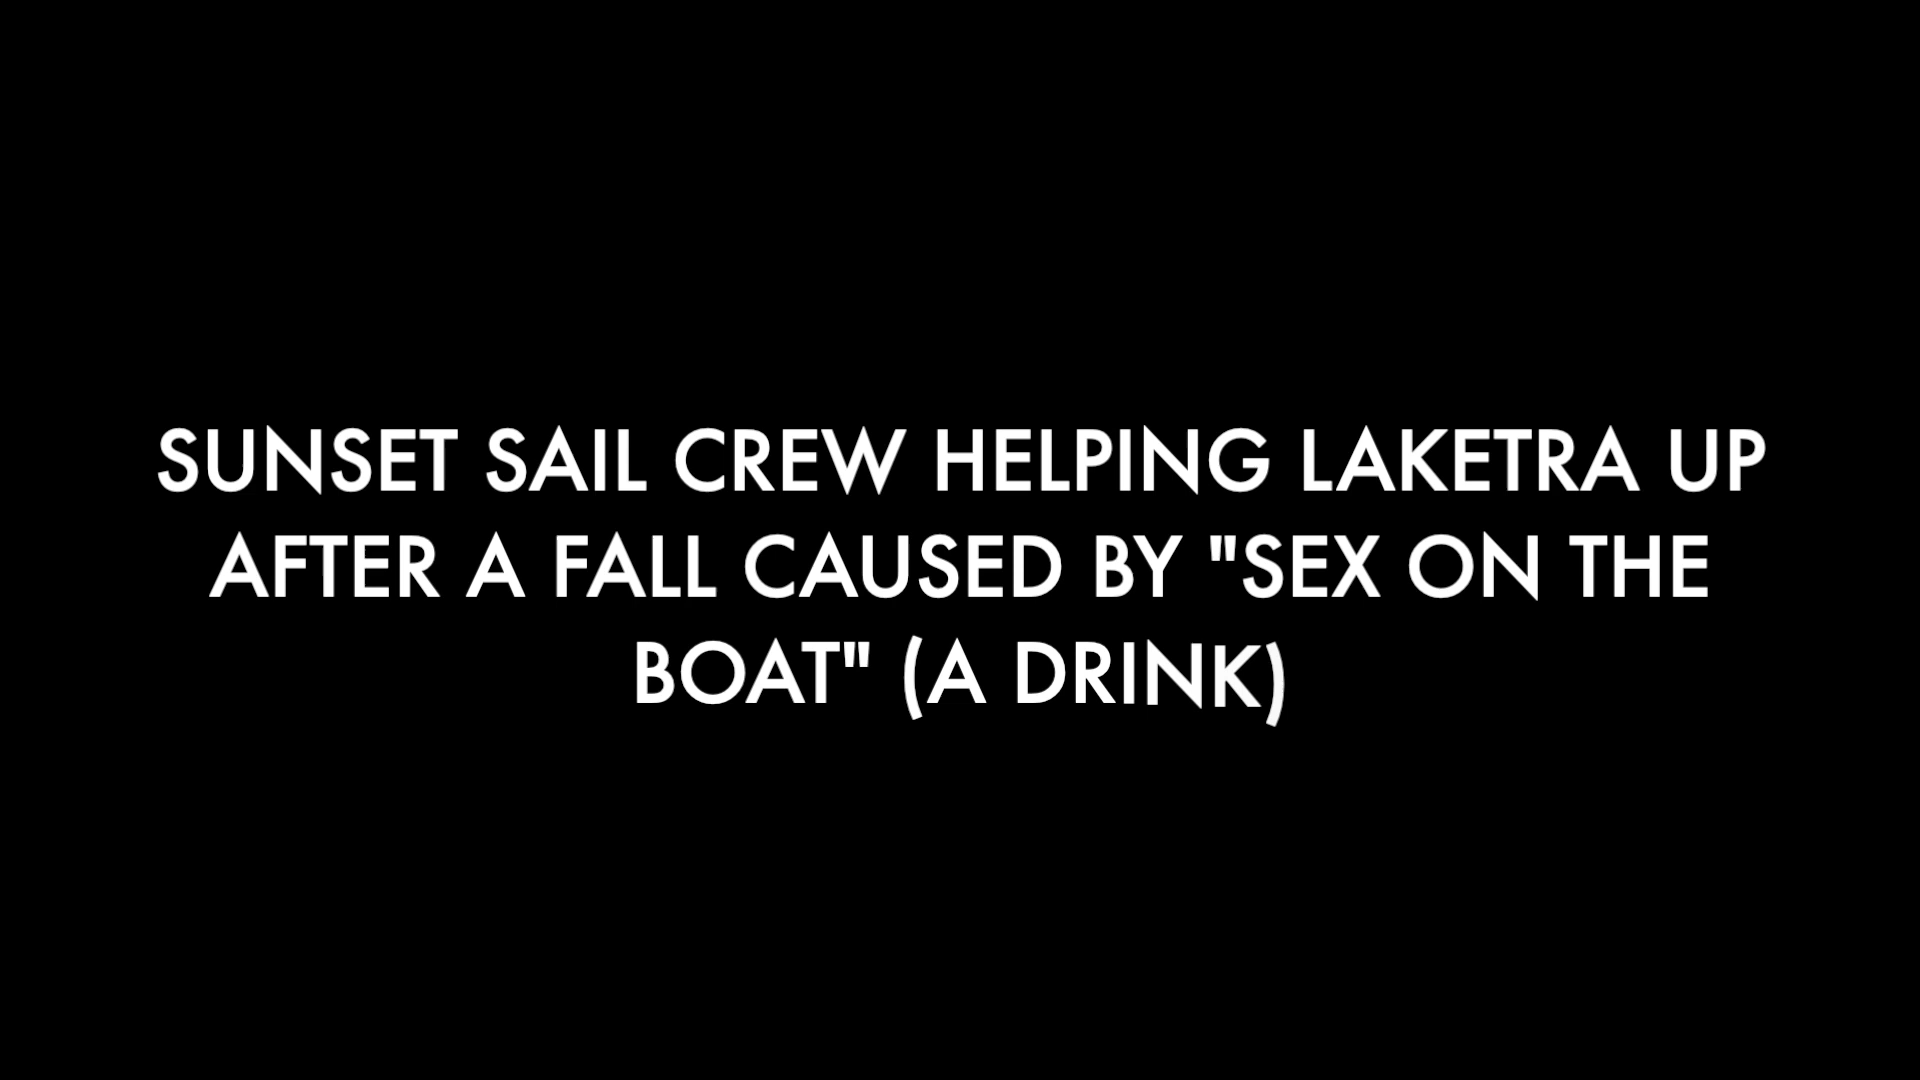 SUNSET SAIL CREW HELPING LAKETRA UP
AFTER A FALL CAUSED BY "SEX ON THE
BOAT" (A DRINK)